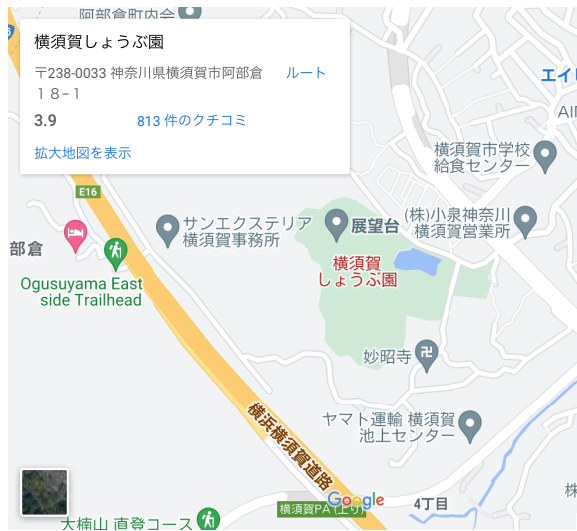 阿部倉町内会
横須賀しょうぶ園
〒238-0033 神奈川県横須賀市阿部倉
１８−１
ルート
3.9
813 件のクチコミ
拡大地図を表示
エイ
AI
横須賀市学校
給食センター
E16
サンエクステリア
横須賀事務所
展望台
(株)小泉神奈川
横須賀営業所
部倉
横須賀
しょうぶ園
Ogusuyama East
side Trailhead
妙昭寺
卍
ヤマト運輸 横須賀
池上センター
横浜横須賀道路
Google
横須賀PA (上り)
4丁目
株
大楠山 直登コース